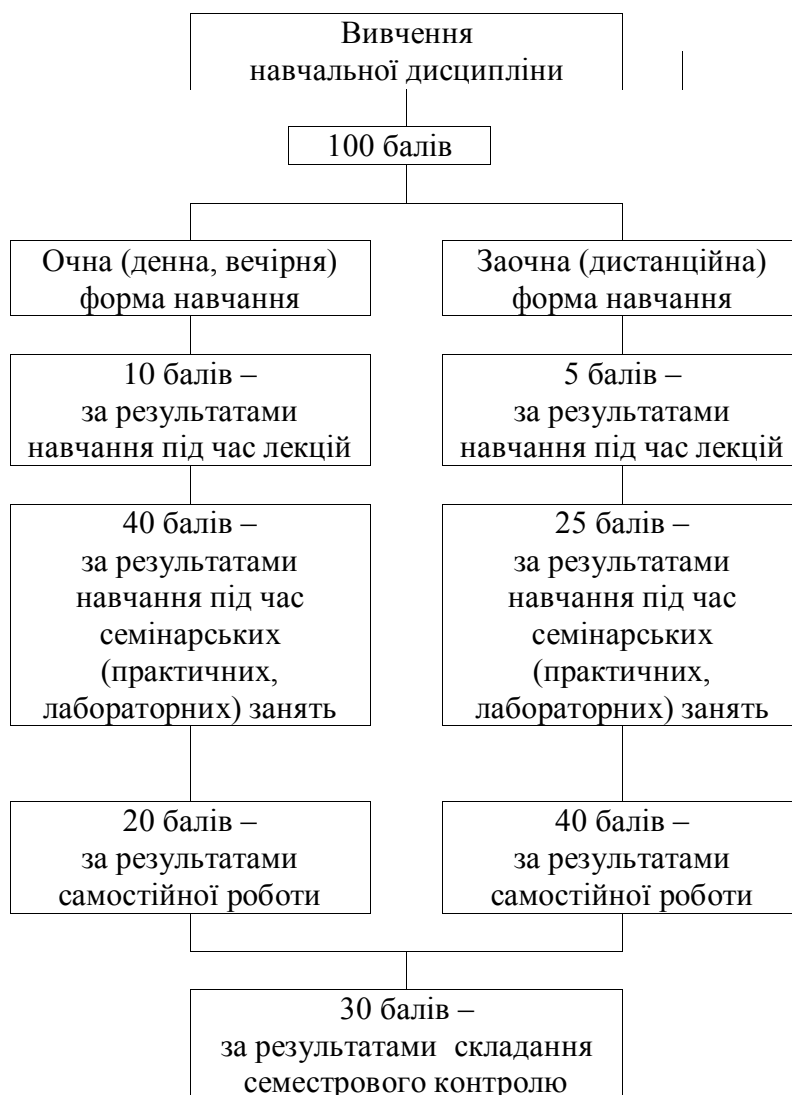 Вивчення
навчальної дисципліни
100 балів
Очна (денна, вечірня)
форма навчання
Заочна (дистанційна)
форма навчання
10 балів –
за результатами
навчання під час лекцій
5 балів –
за результатами
навчання під час лекцій
40 балів –
за результатами
навчання під час
семінарських
(практичних,
лабораторних) занять
25 балів –
за результатами
навчання під час
семінарських
(практичних,
лабораторних) занять
20 балів –
за результатами
самостійної роботи
40 балів –
за результатами
самостійної роботи
30 балів –
за результатами складання
семестрового контролю